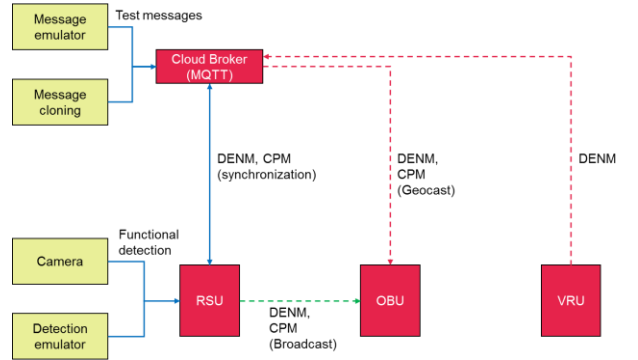 Message
emulator
Test messages
Cloud Broker
(MQTT)
Message
cloning
DENM, CPM
(synchronization)
DENM,
CPM
(Geocast)
DENM
Functional
detection
Camera
RSU
OBU
VRU
DENM,
CPM
(Broadcast)
Detection
emulator